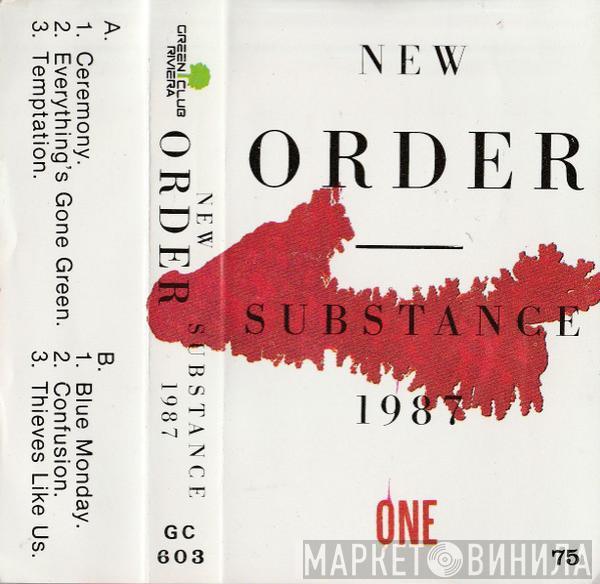 A.
1. Ceremony.
2. Everything's Gone Green.
3. Temptation.
B.
1. Blue Monday.
2. Confusion.
3. Thieves Like Us.
GREEN CLUB
RIVIERA
NEW
ORDER
SUBSTANCE
1987
GC
603
NEW
ORDER
SUBSTANCE
1987
ONE
75
МАРКЕТ ВИНИЛА